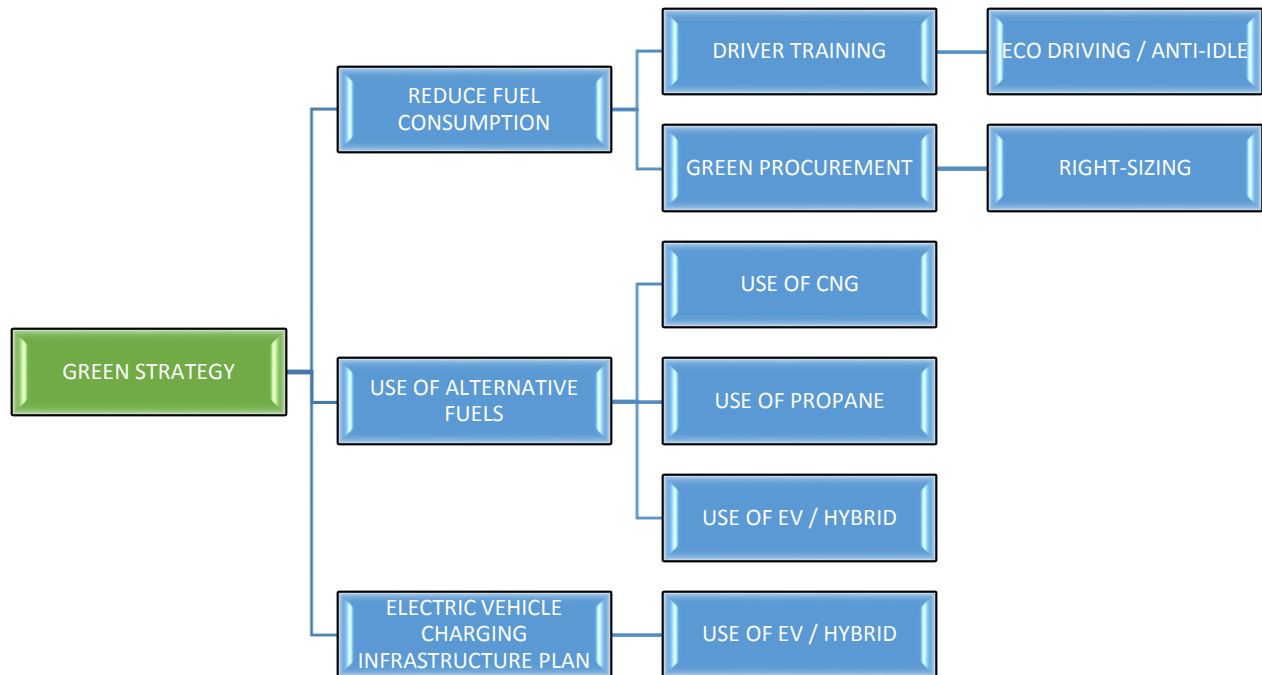 DRIVER TRAINING
ECO DRIVING / ANTI-IDLE
REDUCE FUEL
CONSUMPTION
GREEN PROCUREMENT
RIGHT-SIZING
USE OF CNG
GREEN STRATEGY
USE OF ALTERNATIVE
FUELS
USE OF PROPANE
USE OF EV / HYBRID
ELECTRIC VEHICLE
CHARGING
INFRASTRUCTURE PLAN
USE OF EV / HYBRID